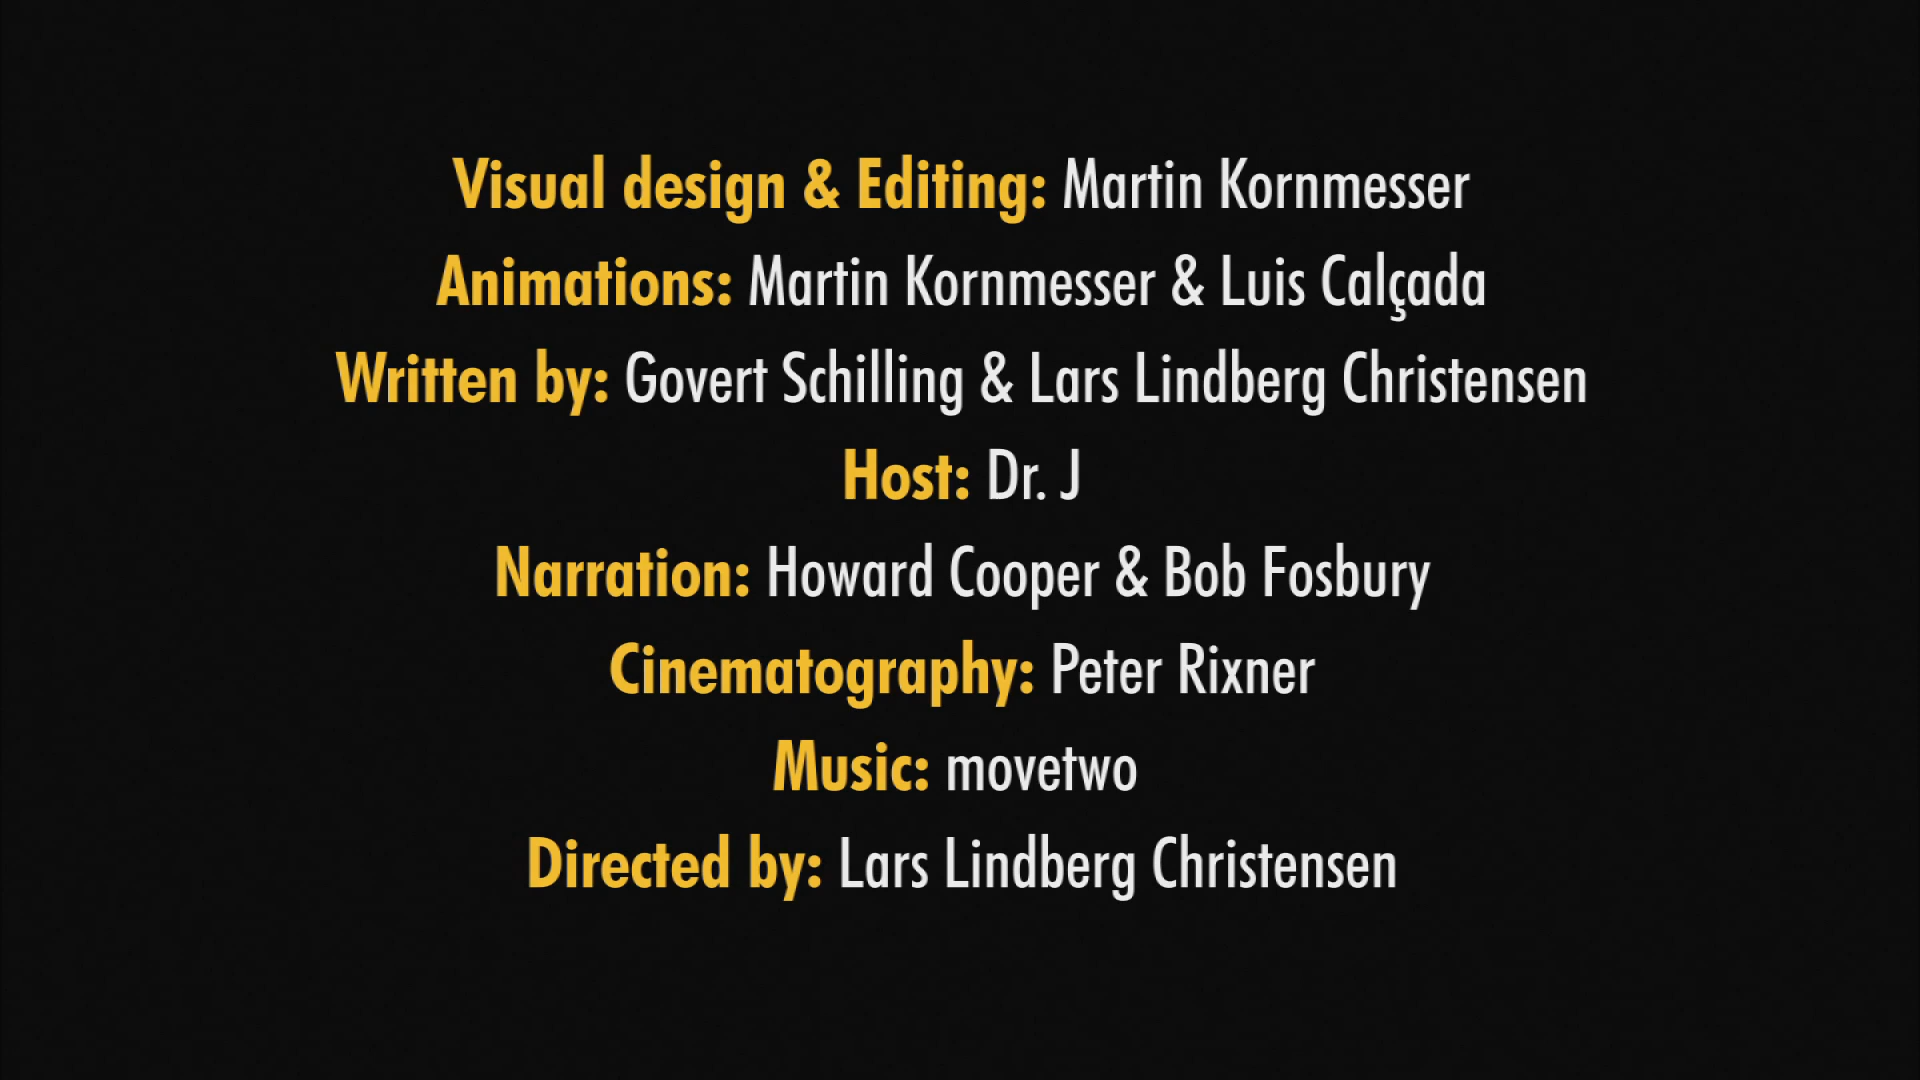 Visual design & Editing: Martin Kornmesser
Animations: Martin Kornmesser & Luis Calçada
Written by: Govert Schilling & Lars Lindberg Christensen
Host: Dr. J
Narration: Howard Cooper & Bob Fosbury
Cinematography: Peter Rixner
Music: movetwo
Directed by: Lars Lindberg Christensen